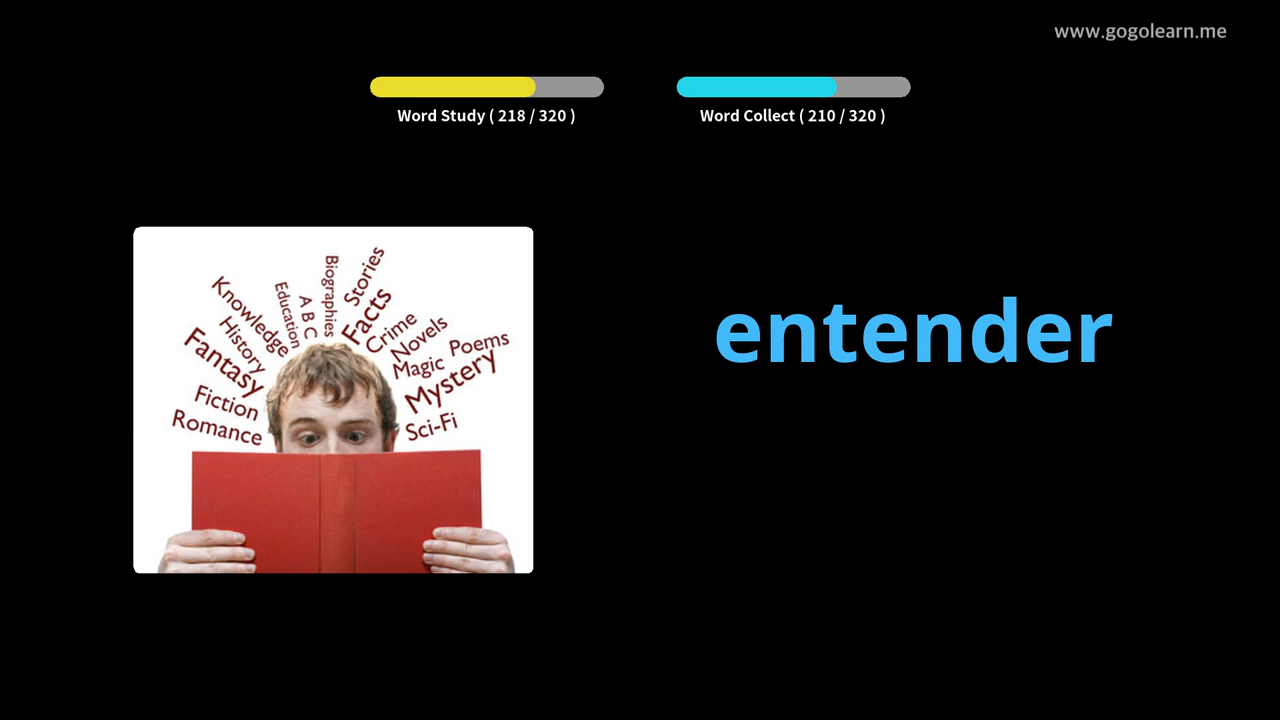 www.gogolearn.me
Word Study ( 218 / 320 )
Word Collect ( 210 / 320 )
Biographies
Stories
Education
A B C
Facts
Knowledge
History
Crime
Novels
Fantasy
Magic
Poems
Mystery
Fiction
Romance
Sci-Fi
entender